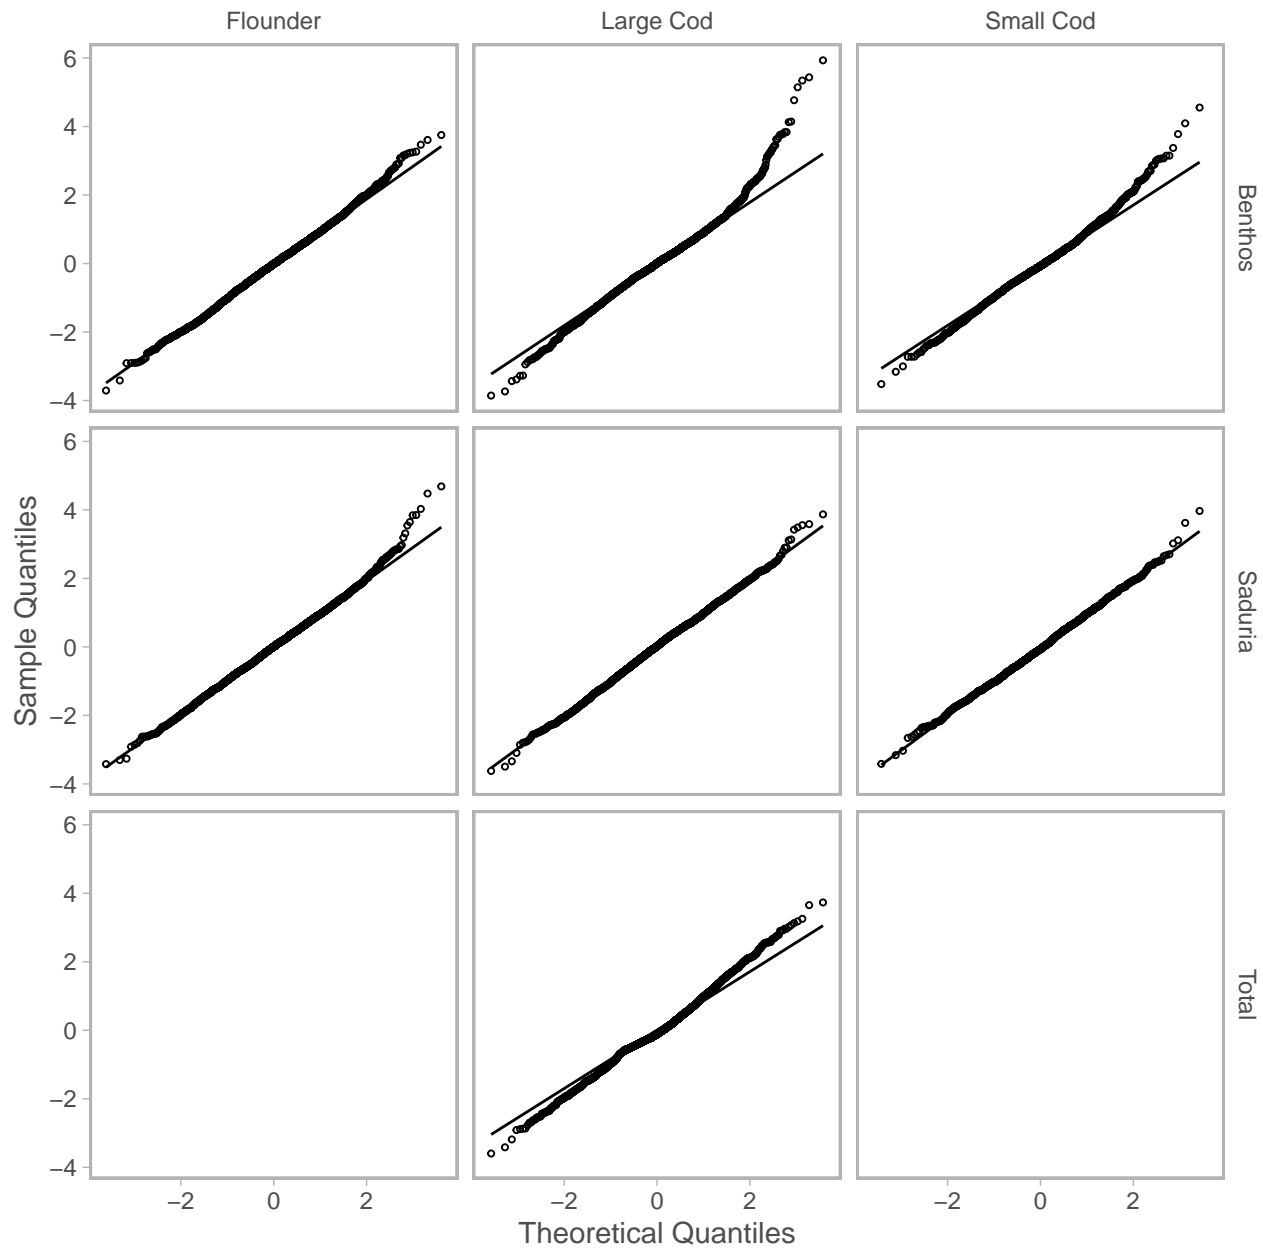 Flounder Large Cod Small Cod
6
4
2
0
−2
−4
Benthos
6
4
2
0
−2
−4
Saduria
Sample Quantiles
6
4
2
0
−2
−4
Total
−2 0 2 −2 0 2 −2 0 2
Theoretical Quantiles